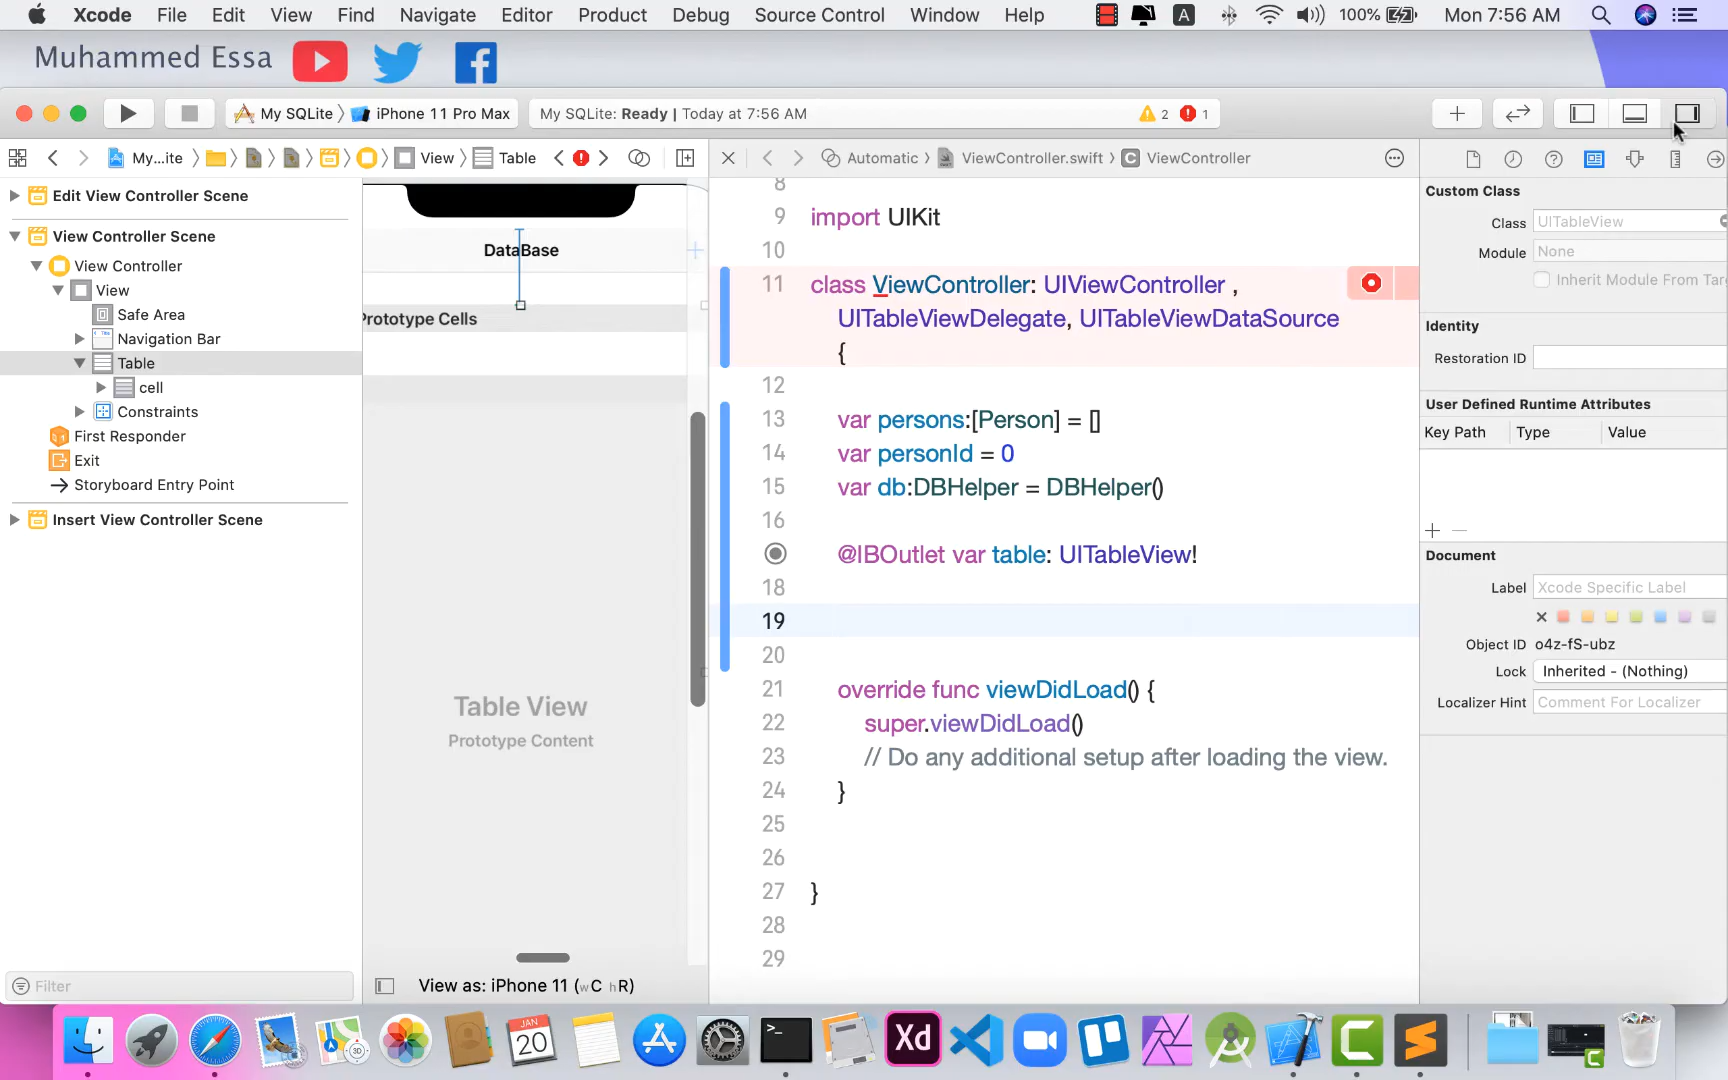 Xcode File Edit View Find Navigate Editor Product Debug Source Control Window Help A 100% Mon 7:56 AM
Muhammed Essa
My SQLite iPhone 11 Pro Max My SQLite: Ready | Today at 7:56 AM 2 1
My...ite View Table Automatic ViewController.swift C ViewController
Edit View Controller Scene
View Controller Scene
View Controller
View
Safe Area
Navigation Bar
Table
cell
Constraints
First Responder
Exit
Storyboard Entry Point
Insert View Controller Scene
Filter
DataBase
Prototype Cells
Table View
Prototype Content
View as: iPhone 11 (wC hR)
8
9 import UIKit
10
11 class ViewController: UIViewController ,
UITableViewDelegate, UITableViewDataSource
{
12
13 var persons:[Person] = []
14 var personId = 0
15 var db:DBHelper = DBHelper()
16
@IBOutlet var table: UITableView!
18
19
20
21 override func viewDidLoad() {
22 super.viewDidLoad()
23 // Do any additional setup after loading the view.
24 }
25
26
27 }
28
29
Custom Class
Class UITableView
Module None
Inherit Module From Tar
Identity
Restoration ID
User Defined Runtime Attributes
Key Path Type Value
Document
Label Xcode Specific Label
Object ID o4z-fS-ubz
Lock Inherited - (Nothing)
Localizer Hint Comment For Localizer
JAN 20
Xd